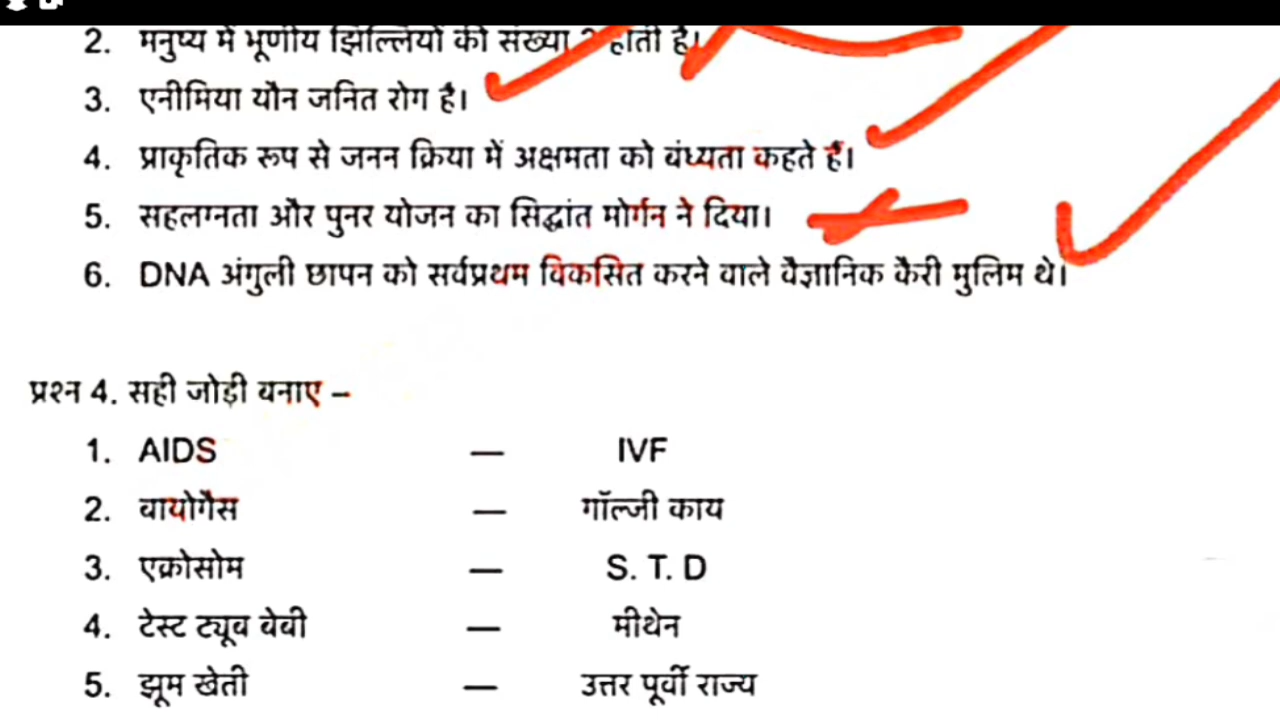 2. मनुष्य में भूणीय झिल्लियों की संख्या होती है।
3. एनीमिया यौन जनित रोग है।
4. प्राकृतिक रूप से जनन क्रिया में अक्षमता को बंध्यता कहते हैं।
5. सहलग्नता और पुनर योजन का सिद्धांत मोर्गन ने दिया।
6. DNA अंगुली छापन को सर्वप्रथम विकसित करने वाले वैज्ञानिक कैरी मुलिम थे।
प्रश्न 4. सही जोड़ी बनाए –
1. AIDS — IVF
2. बायोगैस — गॉल्जी काय
3. एक्रोसोम — S. T. D
4. टेस्ट ट्यूब बेबी — मीथेन
5. झूम खेती — उत्तर पूर्वी राज्य